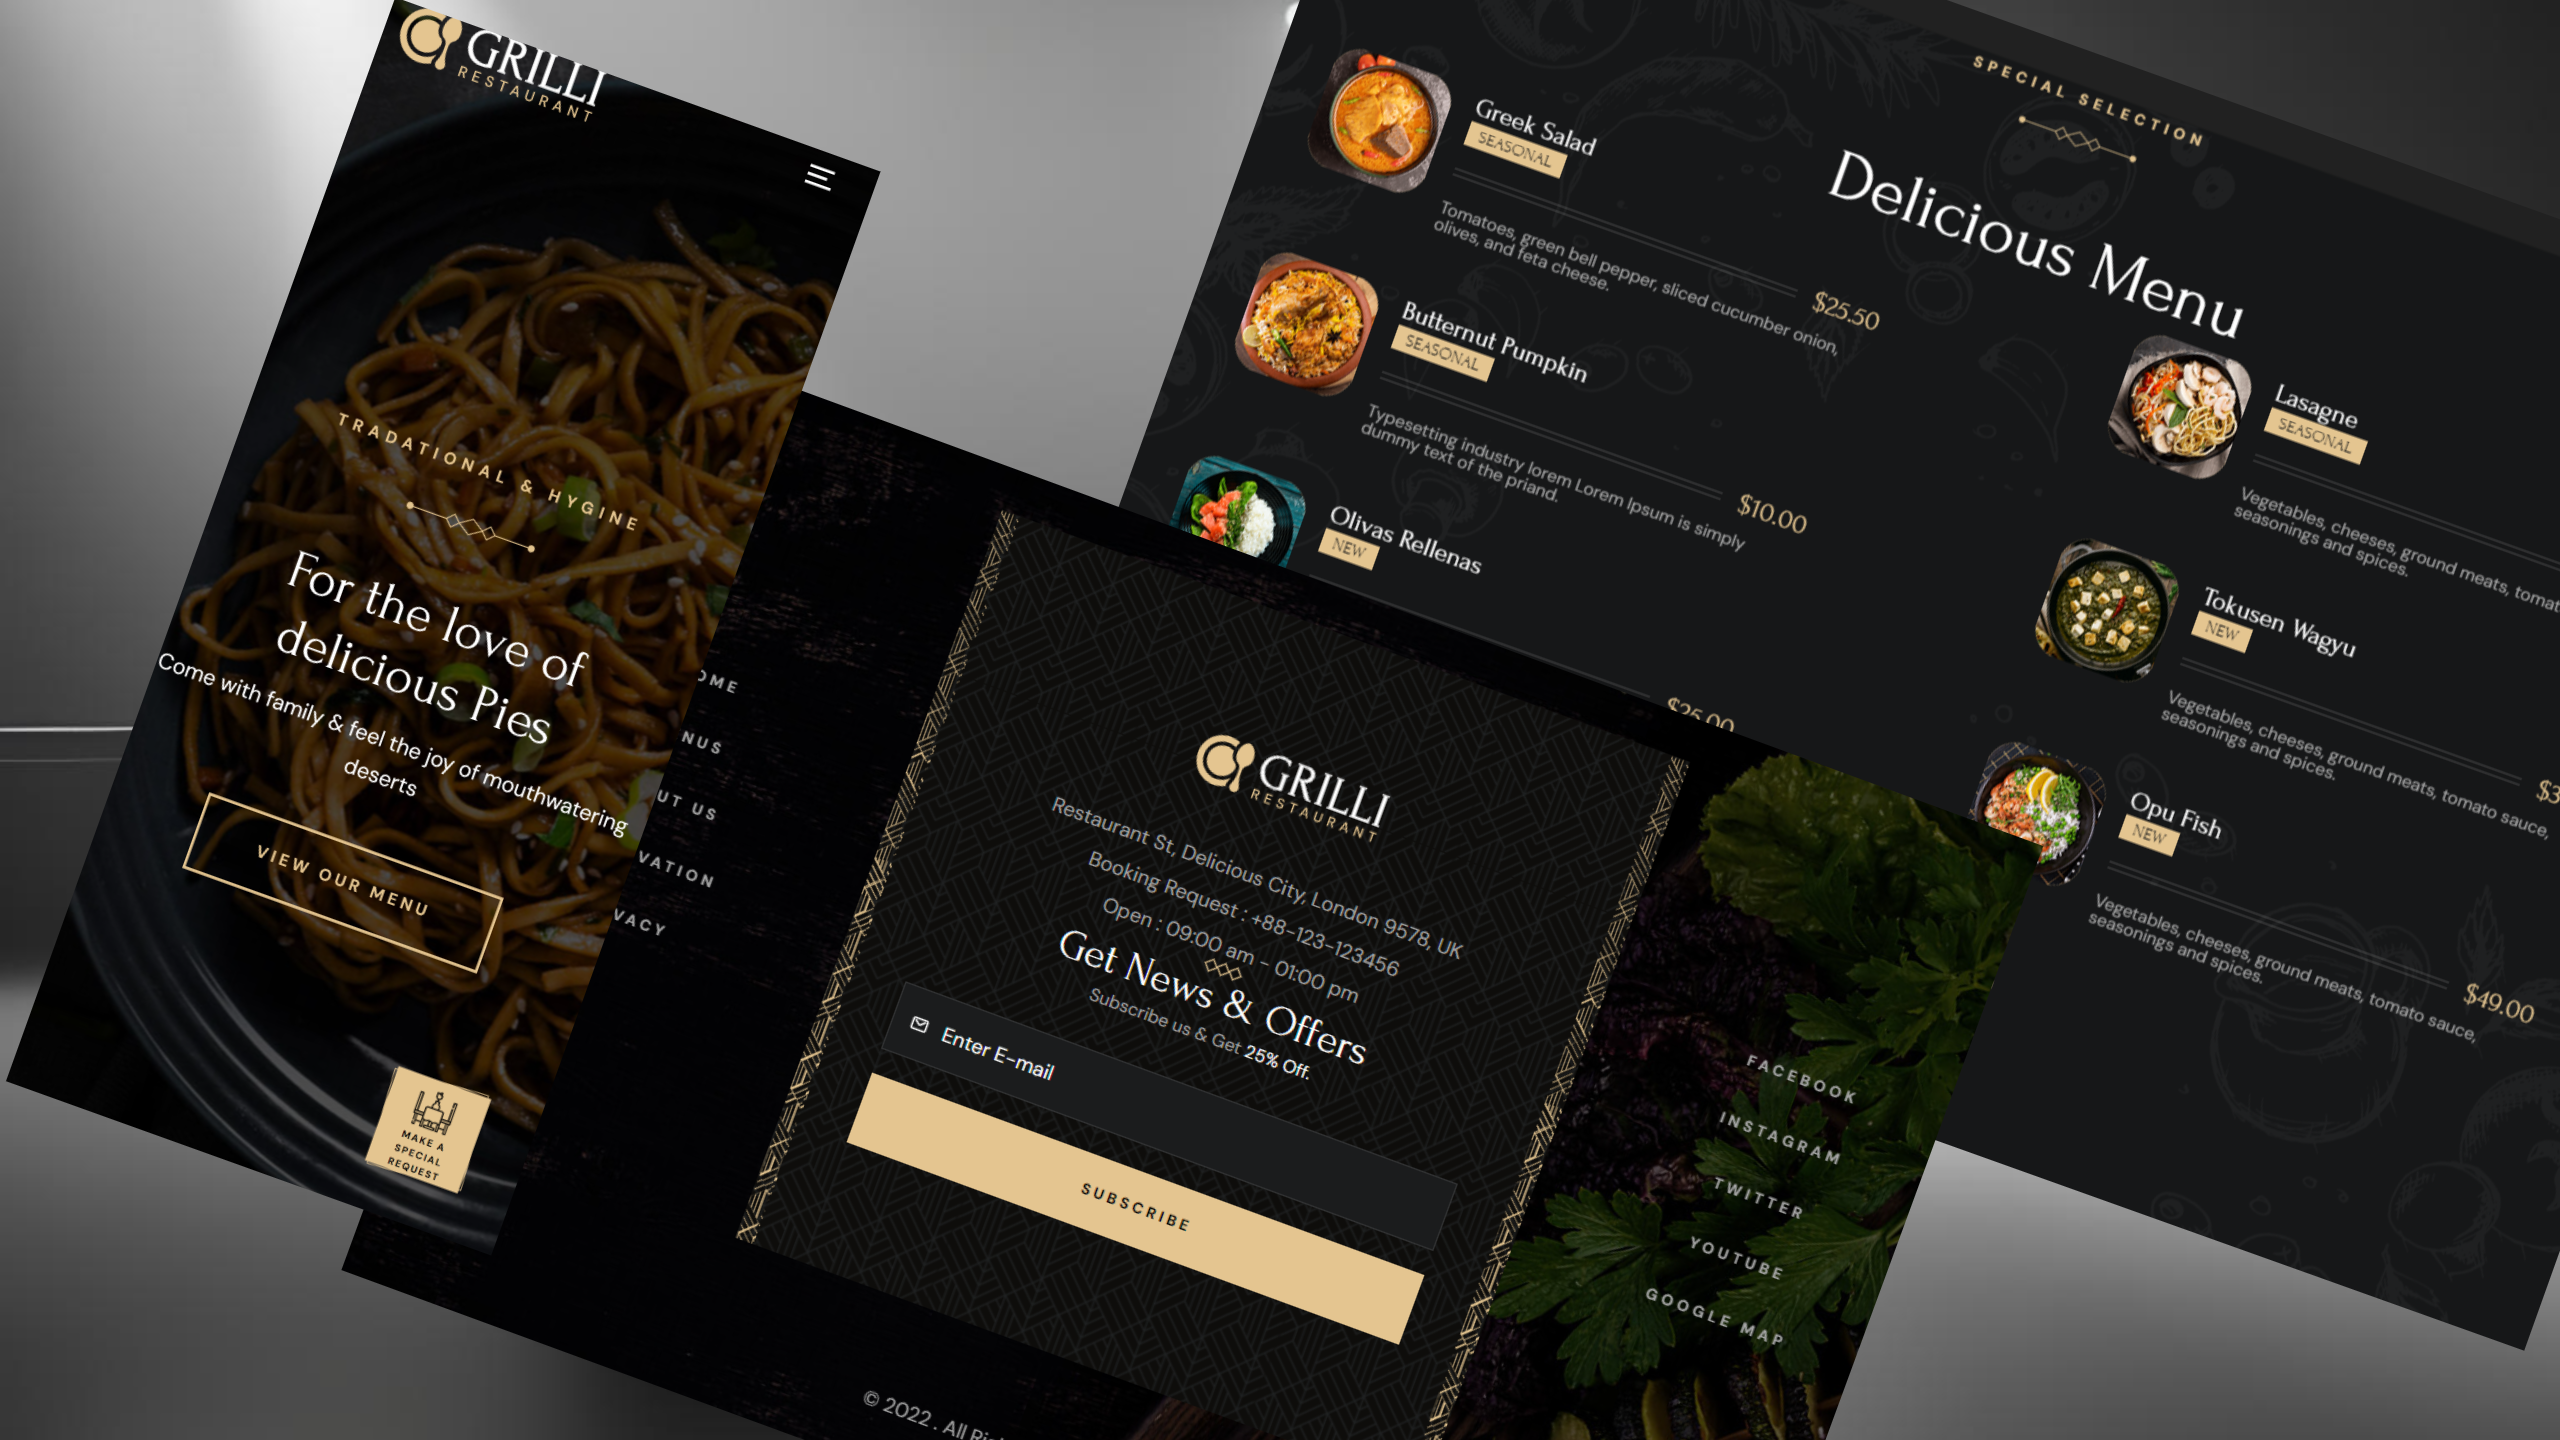 GRILLI
RESTAURANT
TRADATIONAL & HYGINE
For the love of
delicious Pies
Come with family & feel the joy of mouthwatering
deserts
VIEW OUR MENU
MAKE A
SPECIAL
REQUEST
SPECIAL SELECTION
Delicious Menu
Greek Salad
SEASONAL
$25.50
Tomatoes, green bell pepper, sliced cucumber onion,
olives, and feta cheese.
Butternut Pumpkin
SEASONAL
$10.00
Typesetting industry lorem Lorem Ipsum is simply
dummy text of the priand.
Olivas Rellenas
NEW
$25.00
Lasagne
SEASONAL
Vegetables, cheeses, ground meats, tomat
seasonings and spices.
Tokusen Wagyu
NEW
$3
Vegetables, cheeses, ground meats, tomato sauce,
seasonings and spices.
Opu Fish
NEW
$49.00
Vegetables, cheeses, ground meats, tomato sauce,
seasonings and spices.
OME
NUS
UT US
VATION
VACY
GRILLI
RESTAURANT
Restaurant St, Delicious City, London 9578, UK
Booking Request : +88-123-123456
Open : 09:00 am - 01:00 pm
Get News & Offers
Subscribe us & Get 25% Off.
Enter E-mail
SUBSCRIBE
FACEBOOK
INSTAGRAM
TWITTER
YOUTUBE
GOOGLE MAP
© 2022 . All Ri